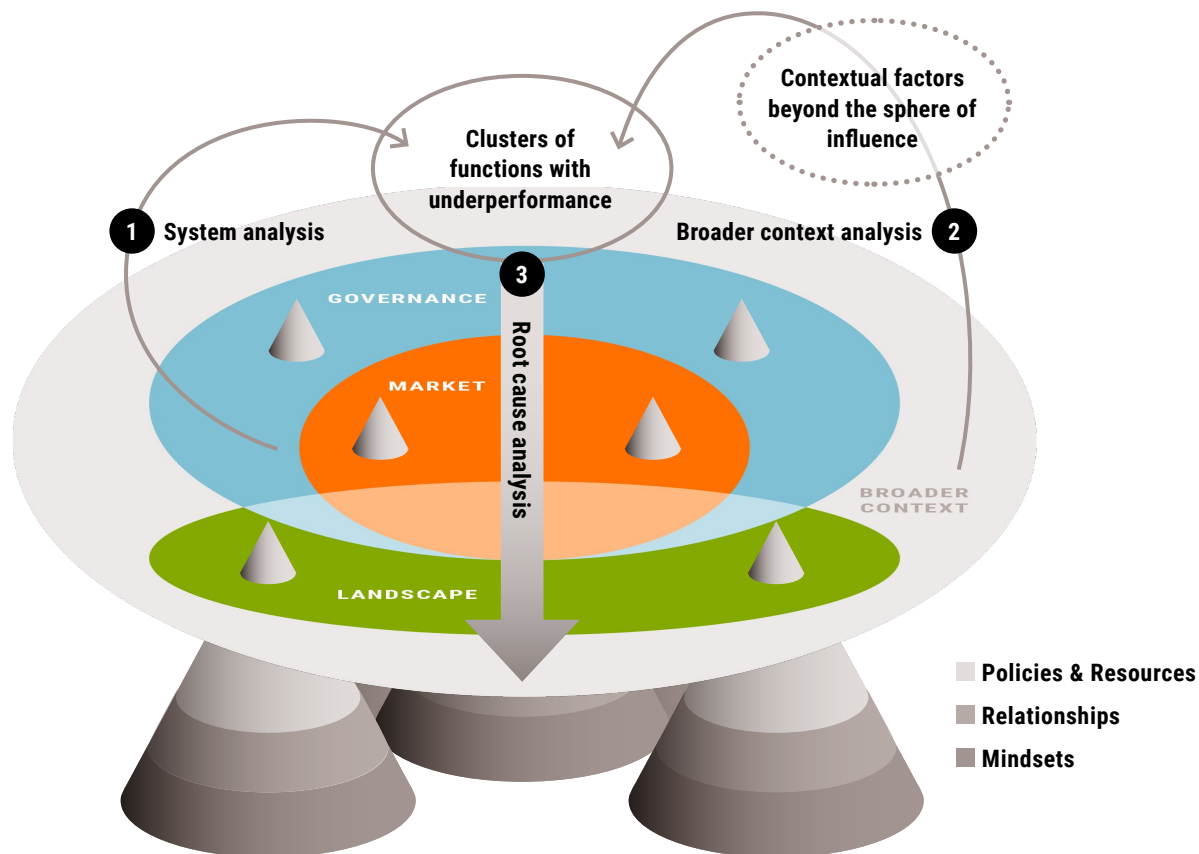 Contextual factors
beyond the sphere of
influence
Clusters of
functions with
underperformance
1 System analysis
Broader context analysis 2
3
GOVERNANCE
Root cause analysis
MARKET
BROADER
CONTEXT
LANDSCAPE
Policies & Resources
Relationships
Mindsets